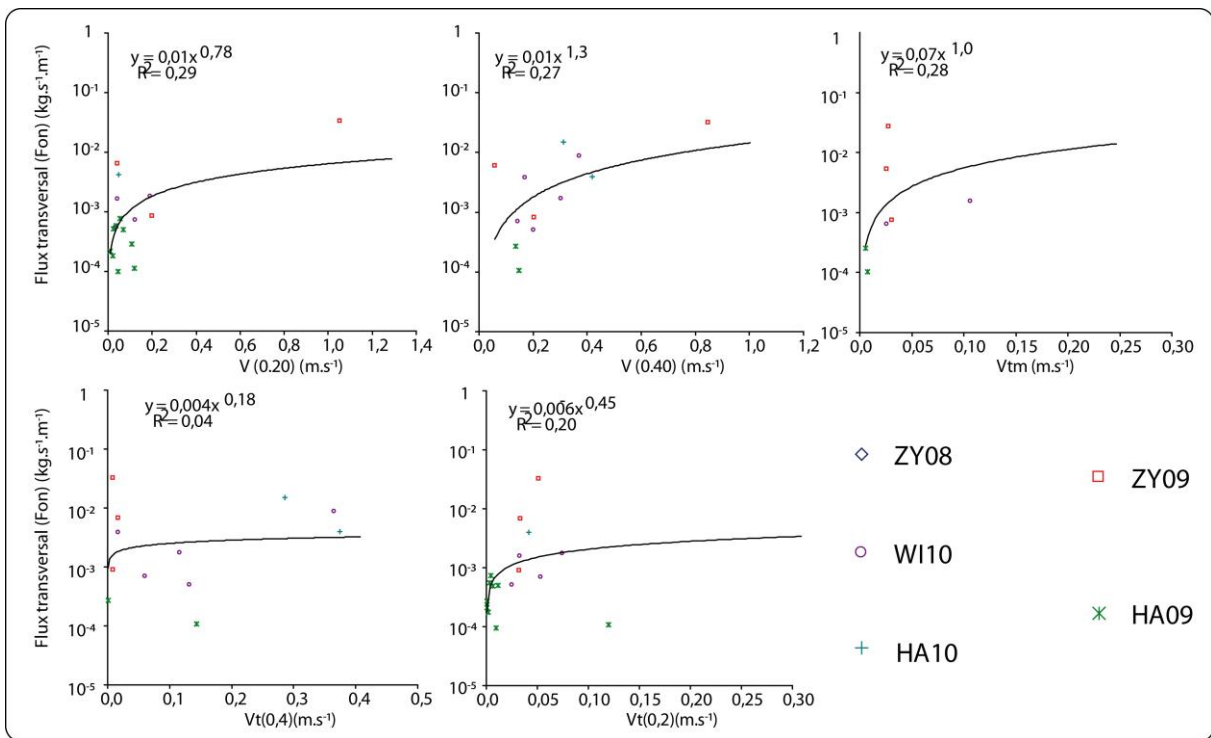 Flux transversal (Fon) (kg.s⁻¹.m⁻¹)
1
10⁻¹
10⁻²
10⁻³
10⁻⁴
10⁻⁵
y = 0,01x 0,78
R² = 0,29
0,0 0,2 0,4 0,6 0,8 1,0 1,2 1,4
V (0.20) (m.s⁻¹)
1
10⁻¹
10⁻²
10⁻³
10⁻⁴
10⁻⁵
y = 0,01x 1,3
R² = 0,27
0,0 0,2 0,4 0,6 0,8 1,0 1,2
V (0.40) (m.s⁻¹)
1
10⁻¹
10⁻²
10⁻³
10⁻⁴
10⁻⁵
y = 0,07x 1,0
R² = 0,28
0,0 0,05 0,10 0,15 0,20 0,25 0,30
Vtm (m.s⁻¹)
Flux transversal (Fon) (kg.s⁻¹.m⁻¹)
1
10⁻¹
10⁻²
10⁻³
10⁻⁴
10⁻⁵
y = 0,004x 0,18
R² = 0,04
0,0 0,1 0,2 0,3 0,4 0,5
Vt(0,4)(m.s⁻¹)
1
10⁻¹
10⁻²
10⁻³
10⁻⁴
10⁻⁵
y = 0,006x 0,45
R² = 0,20
0,00 0,05 0,10 0,15 0,20 0,25 0,30
Vt(0,2)(m.s⁻¹)
ZY08
ZY09
WI10
HA09
HA10